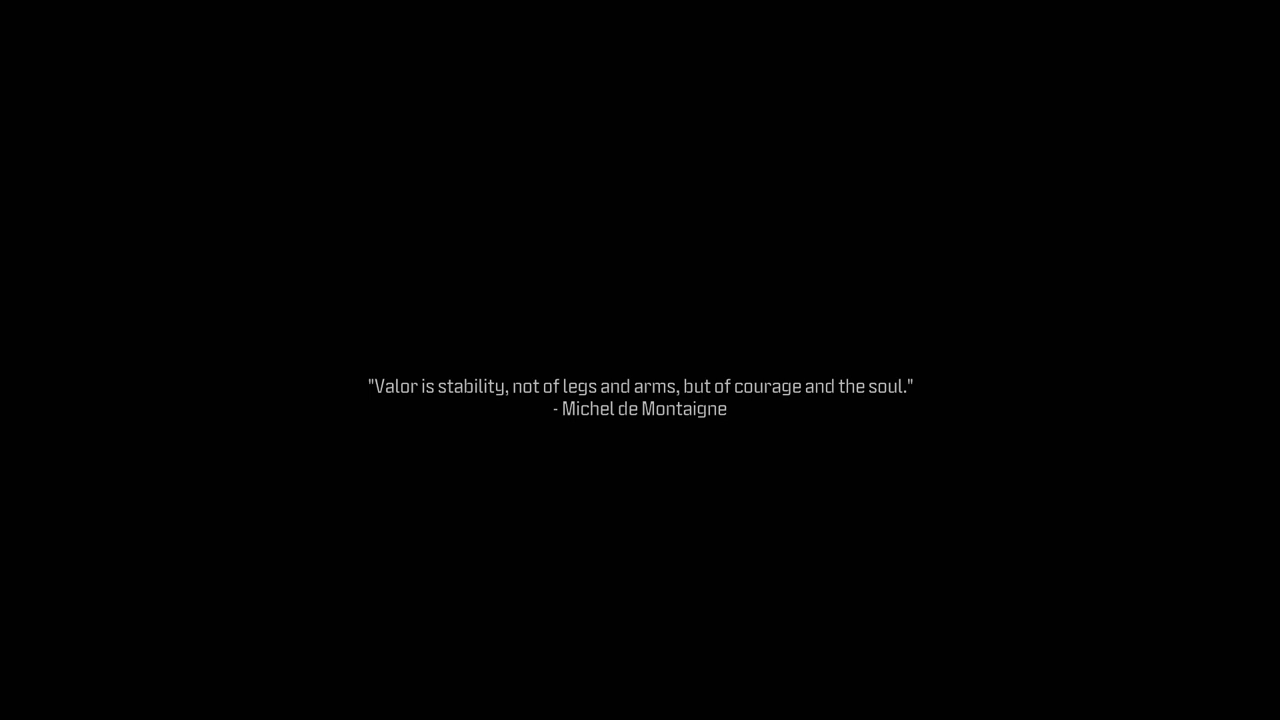 "Valor is stability, not of legs and arms, but of courage and the soul."
- Michel de Montaigne